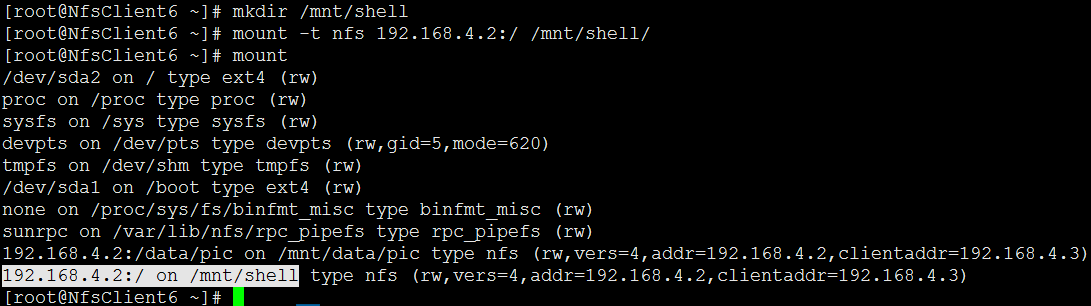 [root@NfsClient6 ~]# mkdir /mnt/shell
[root@NfsClient6 ~]# mount -t nfs 192.168.4.2:/ /mnt/shell/
[root@NfsClient6 ~]# mount
/dev/sda2 on / type ext4 (rw)
proc on /proc type proc (rw)
sysfs on /sys type sysfs (rw)
devpts on /dev/pts type devpts (rw,gid=5,mode=620)
tmpfs on /dev/shm type tmpfs (rw)
/dev/sda1 on /boot type ext4 (rw)
none on /proc/sys/fs/binfmt_misc type binfmt_misc (rw)
sunrpc on /var/lib/nfs/rpc_pipefs type rpc_pipefs (rw)
192.168.4.2:/data/pic on /mnt/data/pic type nfs (rw,vers=4,addr=192.168.4.2,clientaddr=192.168.4.3)
192.168.4.2:/ on /mnt/shell type nfs (rw,vers=4,addr=192.168.4.2,clientaddr=192.168.4.3)
[root@NfsClient6 ~]#